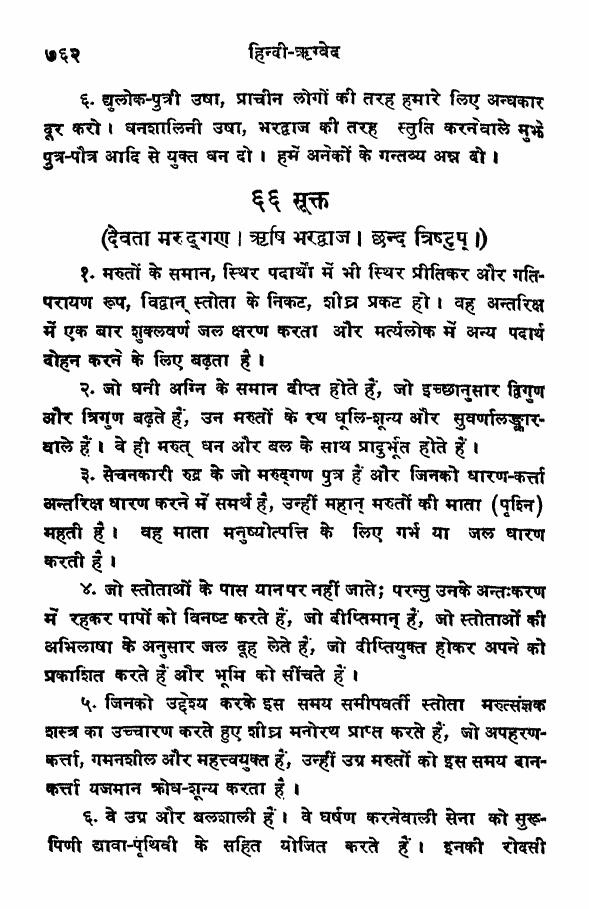 ७६२
हिन्दी-ऋग्वेद
६. द्युलोक-पुत्री उषा, प्राचीन लोगों की तरह हमारे लिए अन्धकार
दूर करो। धनशालिनी उषा, भरद्वाज की तरह स्तुति करनेवाले मुझे
पुत्र-पौत्र आदि से युक्त धन दो। हमें अनेकों के गन्तव्य अन्न दो।
६६ सूक्त
(दैवता मरुद्गण। ऋषि भरद्वाज। छन्द त्रिष्टुप्।)
१. मरुतों के समान, स्थिर पदार्थों में भी स्थिर प्रीतिकर और गति-
परायण रूप, विद्वान् स्तोता के निकट, शीघ्र प्रकट हो। वह अन्तरिक्ष
में एक बार शुक्लवर्ण जल क्षरण करता और मर्त्यलोक में अन्य पदार्थ
दोहन करने के लिए बढ़ता है।
२. जो धनी अग्नि के समान दीप्त होते हैं, जो इच्छानुसार द्विगुण
और त्रिगुण बढ़ते हैं, उन मरुतों के रथ धूलि-शून्य और सुवर्णालङ्कार-
वाले हैं। वे ही मरुत् धन और बल के साथ प्रादुर्भूत होते हैं।
३. सेचनकारी रुद्र के जो मरुद्गण पुत्र हैं और जिनको धारण-कर्त्ता
अन्तरिक्ष धारण करने में समर्थ है, उन्हीं महान् मरुतों की माता (पृश्नि)
महती है। वह माता मनुष्योत्पत्ति के लिए गर्भ या जल धारण
करती है।
४. जो स्तोताओं के पास यान पर नहीं जाते; परन्तु उनके अन्तःकरण
में रहकर पापों को विनष्ट करते हैं, जो दीप्तिमान् हैं, जो स्तोताओं की
अभिलाषा के अनुसार जल दूह लेते हैं, जो दीप्तियुक्त होकर अपने को
प्रकाशित करते हैं और भूमि को सींचते हैं।
५. जिनको उद्देश्य करके इस समय समीपवर्ती स्तोता मरुत्संज्ञक
शस्त्र का उच्चारण करते हुए शीघ्र मनोरथ प्राप्त करते हैं, जो अपहरण-
कर्त्ता, गमनशील और महत्त्वयुक्त हैं, उन्हीं उग्र मरुतों को इस समय दान-
कर्त्ता यजमान क्रोध-शून्य करता है।
६. वे उग्र और बलशाली हैं। वे घर्षण करनेवाली सेना को सुरू-
पिणी द्यावा-पृथिवी के सहित योजित करते हैं। इनकी रोदसी